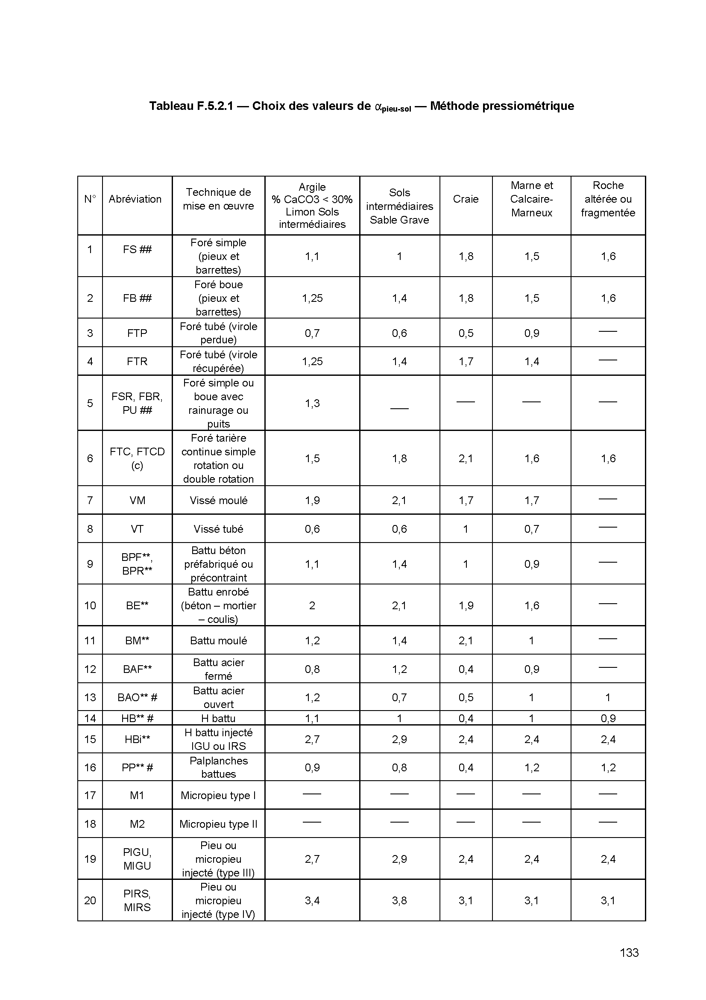 Tableau F.5.2.1 — Choix des valeurs de αpieu-sol — Méthode pressiométrique
N°
Abréviation
Technique de
mise en œuvre
Argile
% CaCO3 < 30%
Limon Sols
intermédiaires
Sols
intermédiaires
Sable Grave
Craie
Marne et
Calcaire-
Marneux
Roche
altérée ou
fragmentée
1
FS ##
Foré simple
(pieux et
barrettes)
1,1
1
1,8
1,5
1,6
2
FB ##
Foré boue
(pieux et
barrettes)
1,25
1,4
1,8
1,5
1,6
3
FTP
Foré tubé (virole
perdue)
0,7
0,6
0,5
0,9
——
4
FTR
Foré tubé (virole
récupérée)
1,25
1,4
1,7
1,4
——
5
FSR, FBR,
PU ##
Foré simple ou
boue avec
rainurage ou
puits
1,3
——
——
——
——
6
FTC, FTCD
(c)
Foré tarière
continue simple
rotation ou
double rotation
1,5
1,8
2,1
1,6
1,6
7
VM
Vissé moulé
1,9
2,1
1,7
1,7
——
8
VT
Vissé tubé
0,6
0,6
1
0,7
——
9
BPF**,
BPR**
Battu béton
préfabriqué ou
précontraint
1,1
1,4
1
0,9
——
10
BE**
Battu enrobé
(béton – mortier
– coulis)
2
2,1
1,9
1,6
——
11
BM**
Battu moulé
1,2
1,4
2,1
1
——
12
BAF**
Battu acier
fermé
0,8
1,2
0,4
0,9
——
13
BAO** #
Battu acier
ouvert
1,2
0,7
0,5
1
1
14
HB** #
H battu
1,1
1
0,4
1
0,9
15
HBi**
H battu injecté
IGU ou IRS
2,7
2,9
2,4
2,4
2,4
16
PP** #
Palplanches
battues
0,9
0,8
0,4
1,2
1,2
17
M1
Micropieu type I
——
——
——
——
——
18
M2
Micropieu type II
——
——
——
——
——
19
PIGU,
MIGU
Pieu ou
micropieu
injecté (type III)
2,7
2,9
2,4
2,4
2,4
20
PIRS,
MIRS
Pieu ou
micropieu
injecté (type IV)
3,4
3,8
3,1
3,1
3,1
133